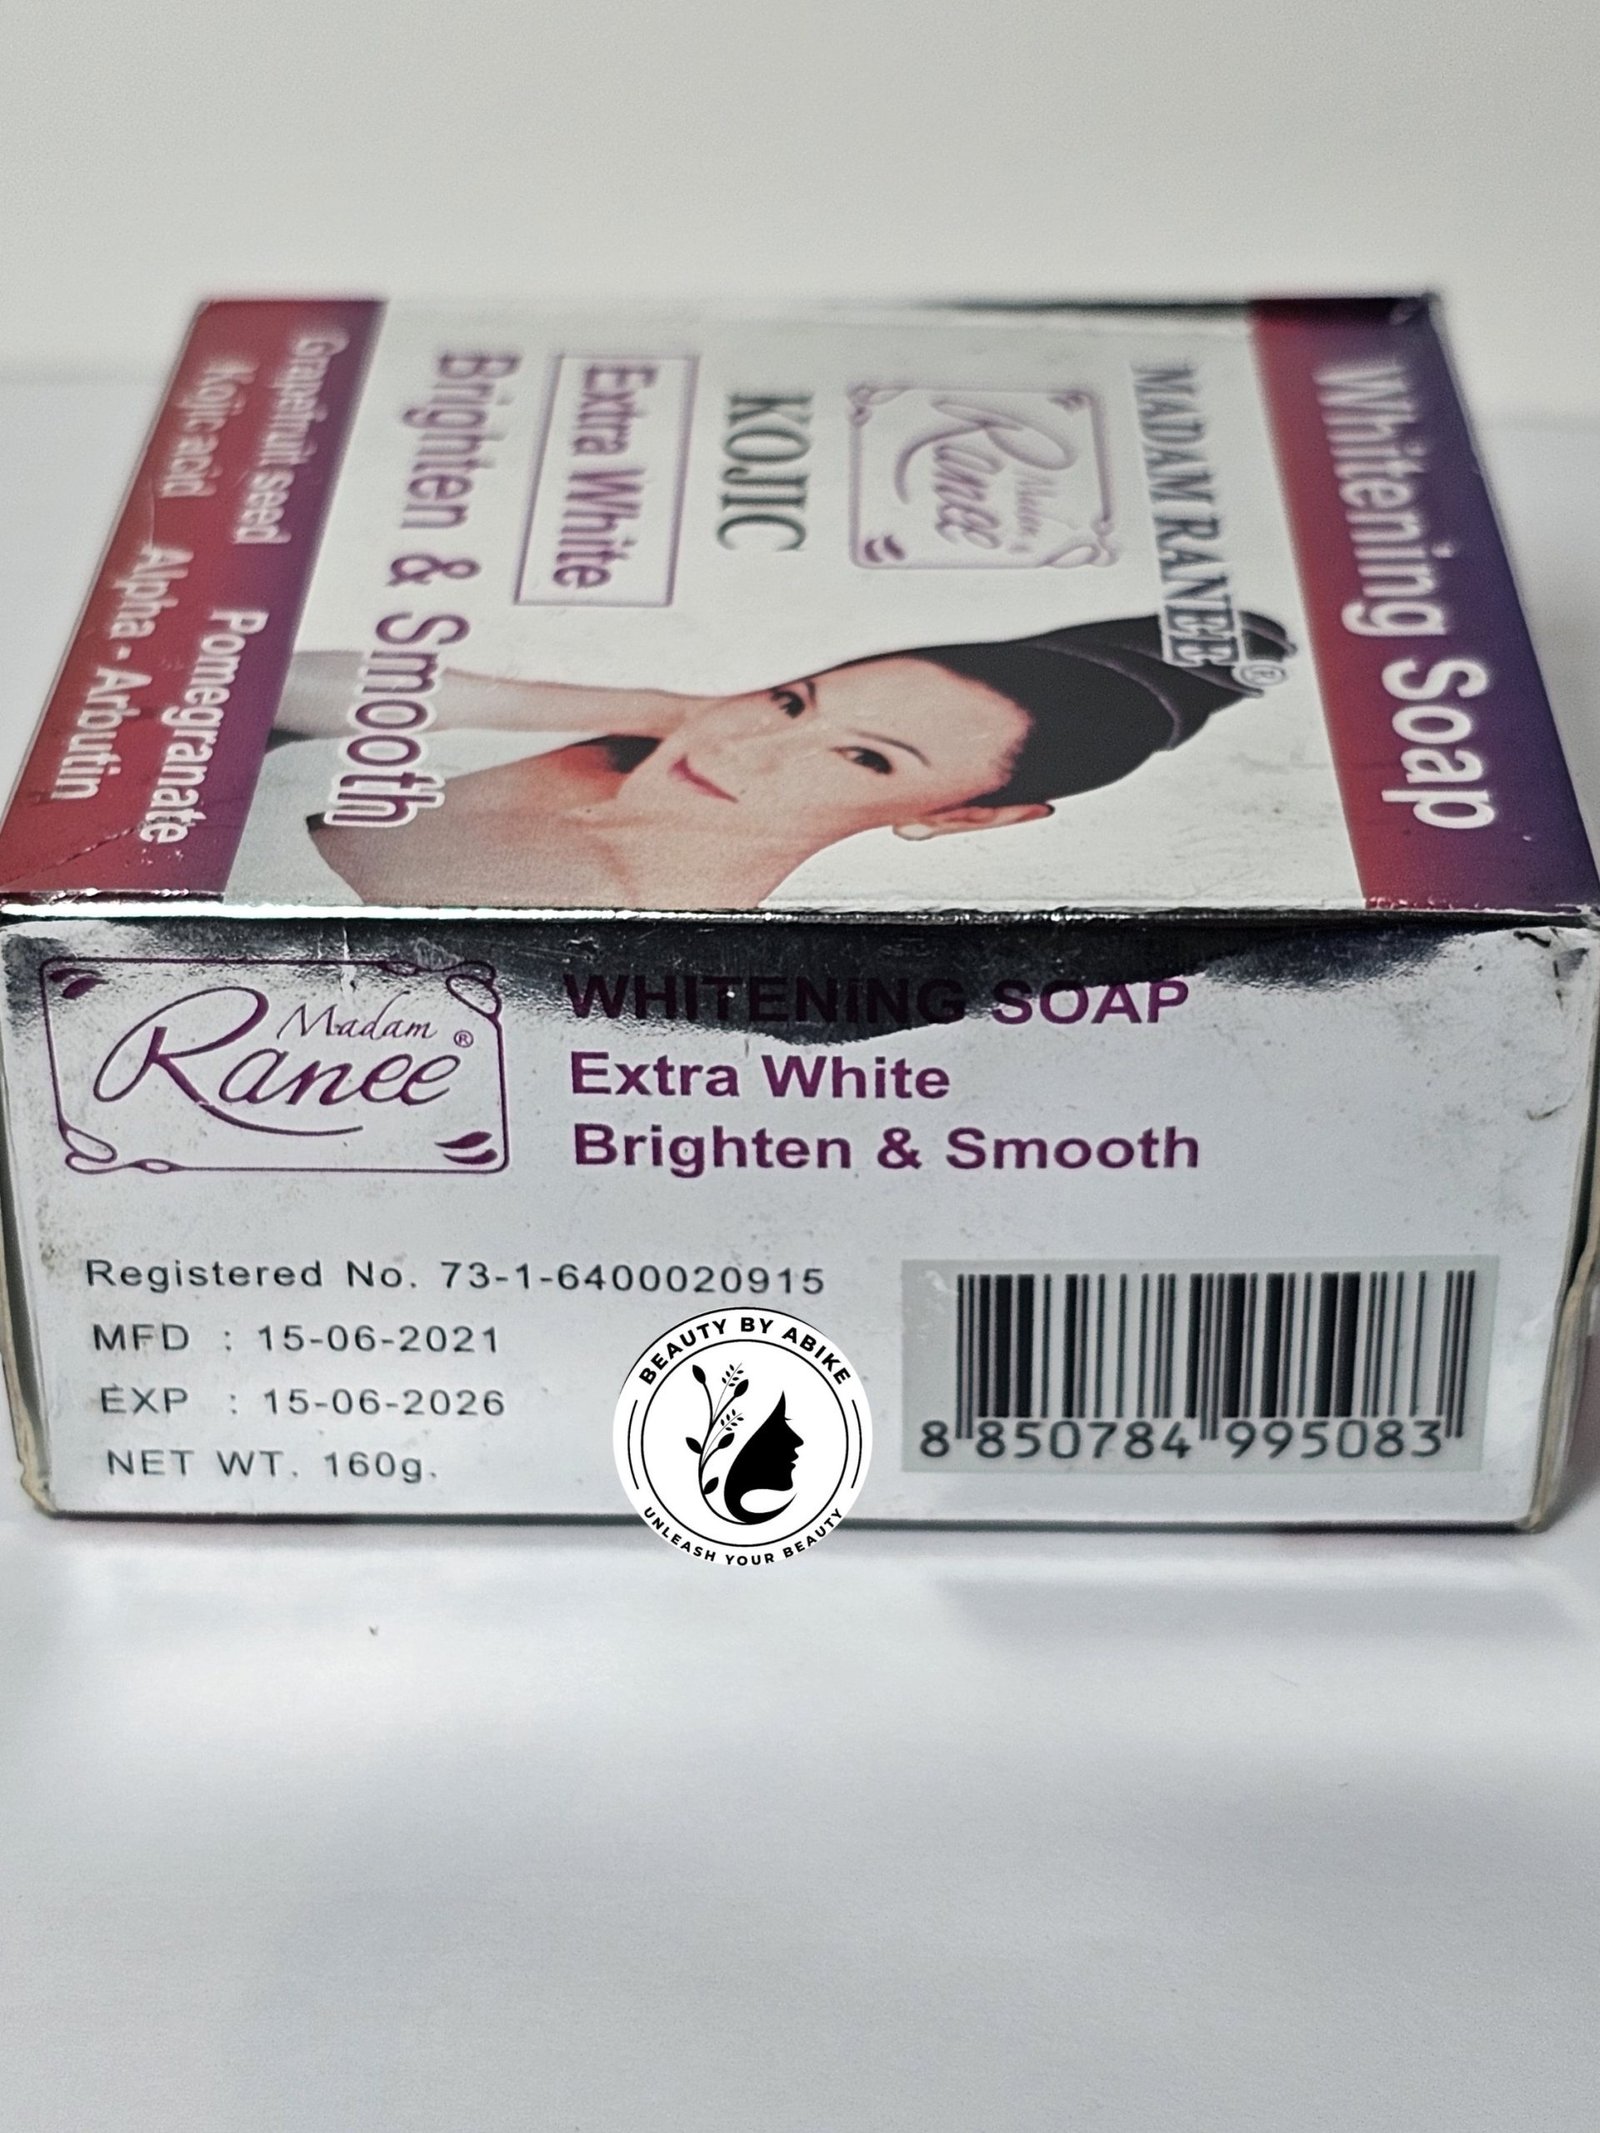 Whitening Soap
MADAM RANEE®
Madam
Ranee
KOJIC
Extra White
Brighten & Smooth
Grapefruit seed Pomegranate
Kojic acid Alpha - Arbutin
Madam
Ranee®
WHITENING SOAP
Extra White
Brighten & Smooth
Registered No. 73-1-6400020915
MFD : 15-06-2021
EXP : 15-06-2026
NET WT. 160g.
8 850784 995083
BEAUTY BY ABIKE
UNLEASH YOUR BEAUTY